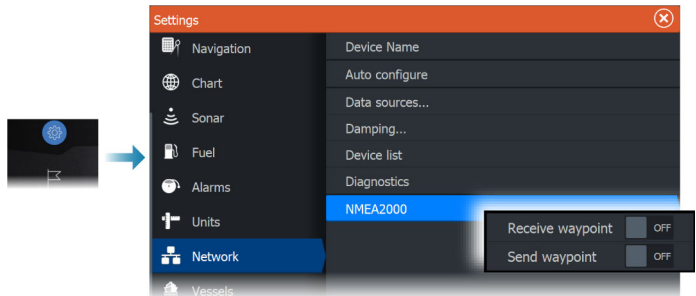 Settings
Navigation
Chart
Sonar
Fuel
Alarms
Units
Network
Vessels
Device Name
Auto configure
Data sources...
Damping...
Device list
Diagnostics
NMEA2000
Receive waypoint OFF
Send waypoint OFF